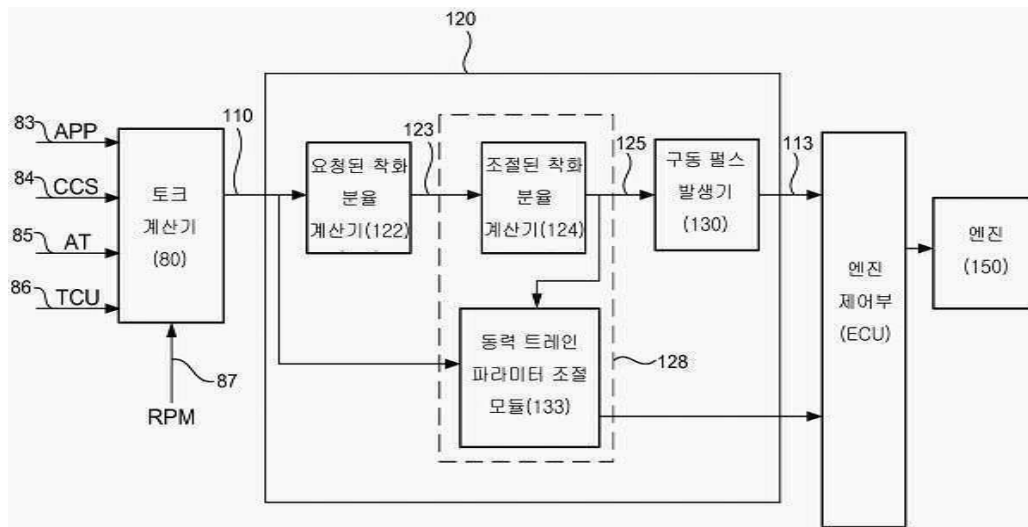 120
83 APP
84 CCS
85 AT
86 TCU
토크
계산기
(80)
110
87
RPM
요청된 착화
분율
계산기(122)
123
조절된 착화
분율
계산기(124)
125
구동 펄스
발생기
(130)
113
동력 트레인
파라미터 조절
모듈(133)
128
엔진
제어부
(ECU)
엔진
(150)